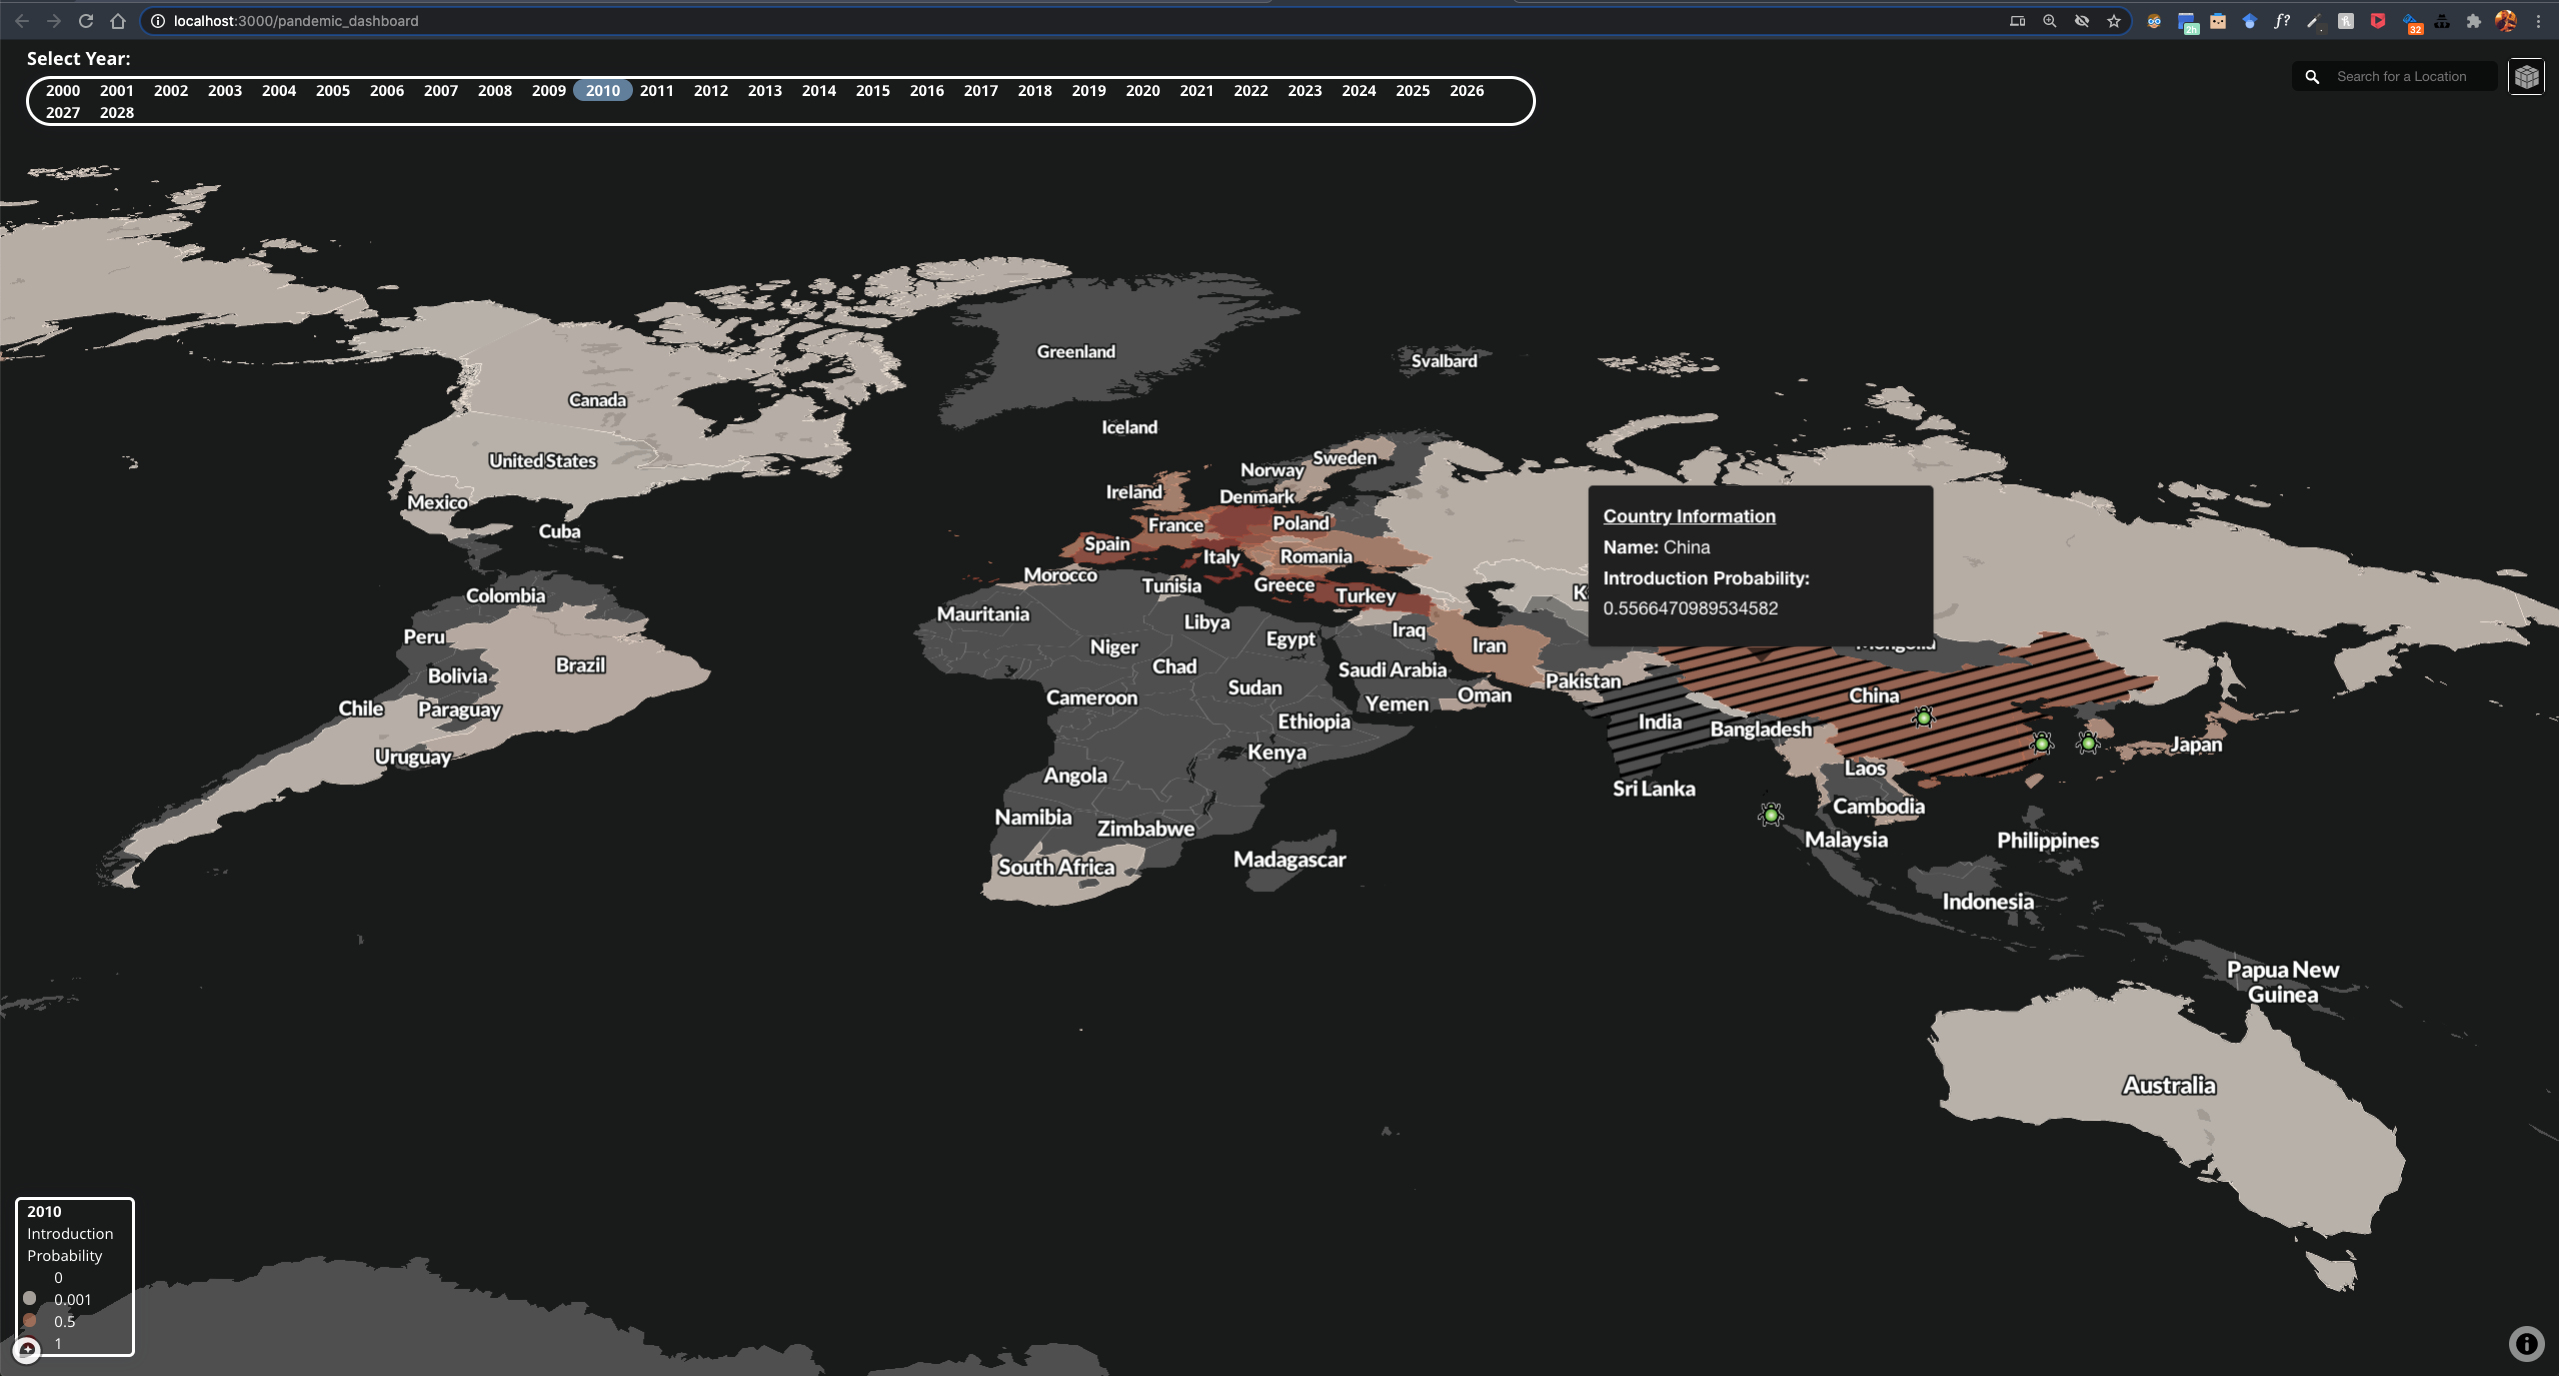 localhost:3000/pandemic_dashboard
2h
f?
32
Select Year:
2000 2001 2002 2003 2004 2005 2006 2007 2008 2009 2010 2011 2012 2013 2014 2015 2016 2017 2018 2019 2020 2021 2022 2023 2024 2025 2026
2027 2028
Search for a Location
Greenland
Svalbard
Canada
Iceland
United States
Norway
Sweden
Ireland
Denmark
Mexico
Cuba
France
Poland
Spain
Italy
Romania
Morocco
Tunisia
Greece
Turkey
Colombia
Mauritania
Libya
Iraq
Peru
Niger
Egypt
Iran
Brazil
Chad
Saudi Arabia
Bolivia
Cameroon
Sudan
Yemen
Oman
Pakistan
Chile
Paraguay
Ethiopia
Uruguay
Kenya
Angola
Namibia
Zimbabwe
South Africa
Madagascar
Country Information
Name: China
Introduction Probability:
0.5566470989534582
K
Mongolia
China
India
Bangladesh
Japan
Laos
Sri Lanka
Cambodia
Malaysia
Philippines
Indonesia
Papua New
Guinea
Australia
2010
Introduction
Probability
0
0.001
0.5
1